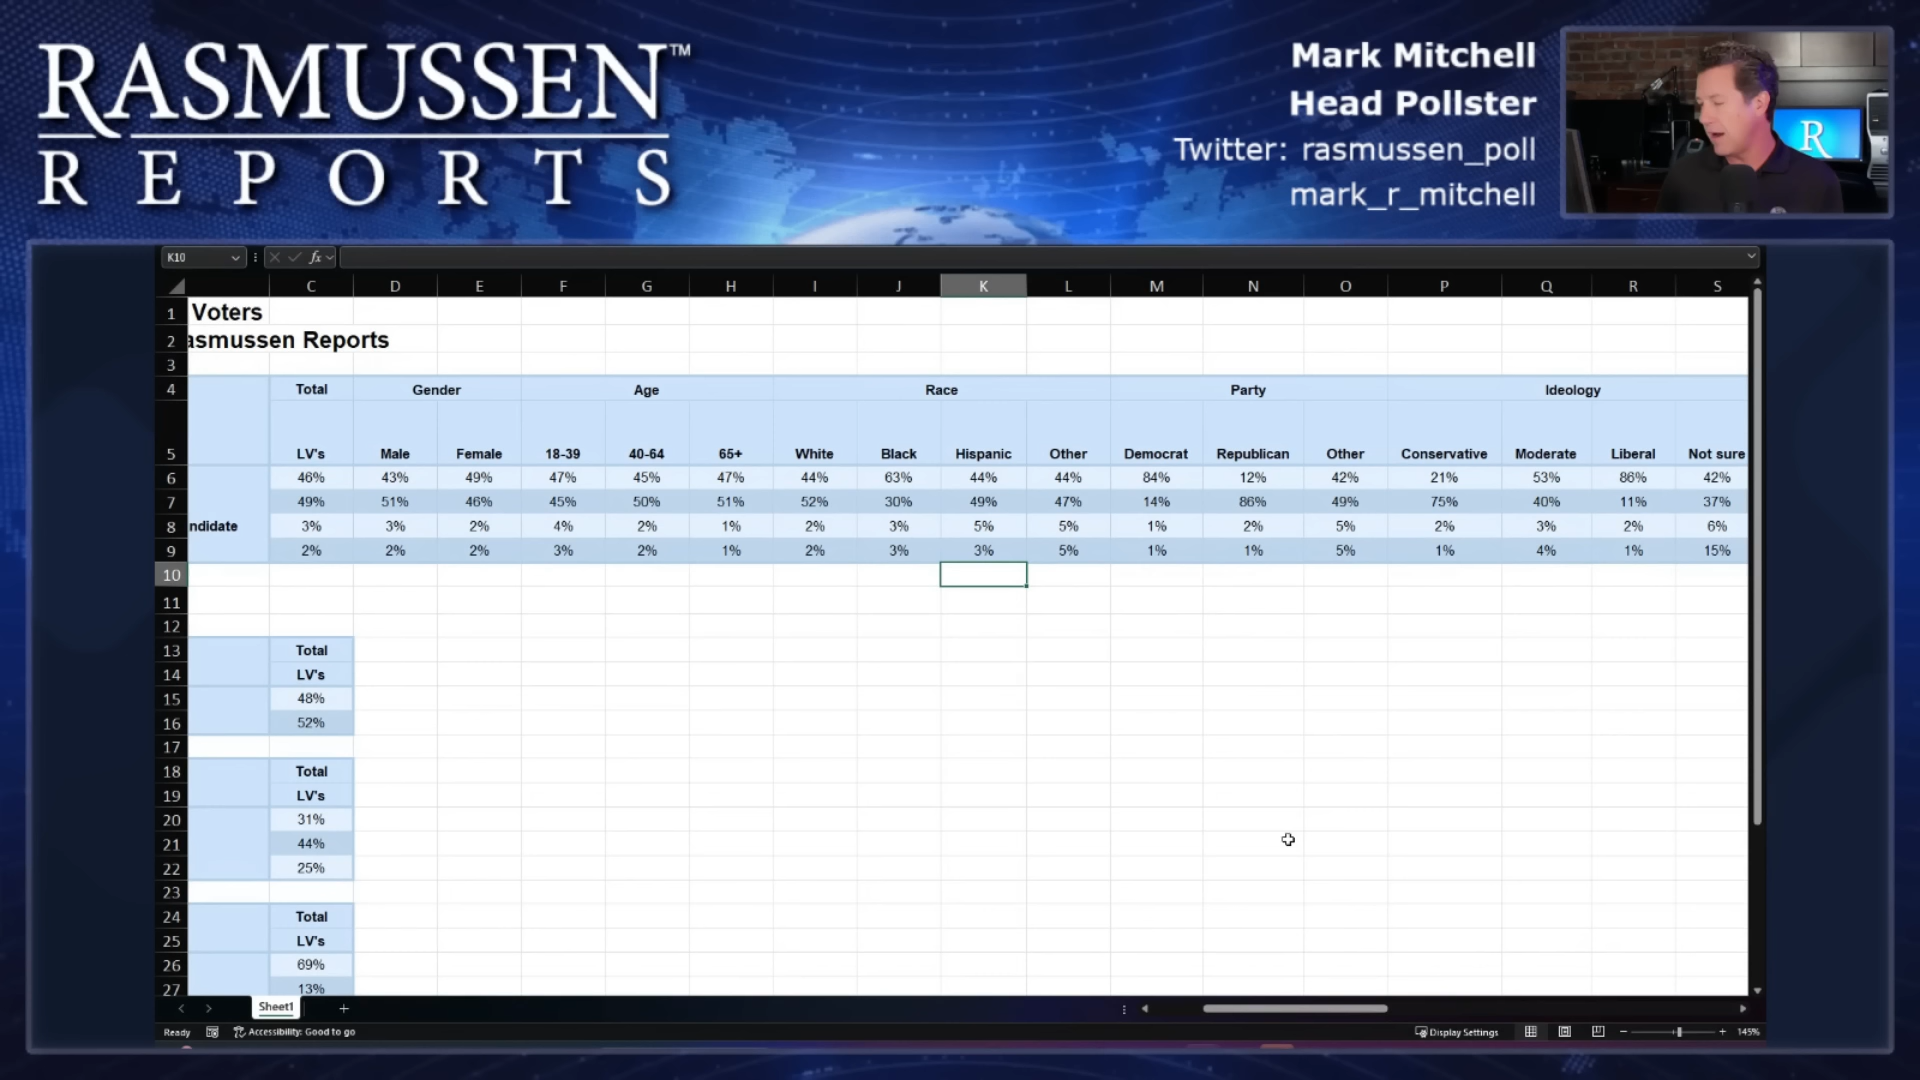 RASMUSSEN™
REPORTS
Mark Mitchell
Head Pollster
Twitter: rasmussen_poll
mark_r_mitchell
R
K10 fx
C D E F G H I J K L M N O P Q R S
1 Voters
2 asmussen Reports
3
4 Total Gender Age Race Party Ideology
5 LV's Male Female 18-39 40-64 65+ White Black Hispanic Other Democrat Republican Other Conservative Moderate Liberal Not sure
6 46% 43% 49% 47% 45% 47% 44% 63% 44% 44% 84% 12% 42% 21% 53% 86% 42%
7 49% 51% 46% 45% 50% 51% 52% 30% 49% 47% 14% 86% 49% 75% 40% 11% 37%
8 ndidate 3% 3% 2% 4% 2% 1% 2% 3% 5% 5% 1% 2% 5% 2% 3% 2% 6%
9 2% 2% 2% 3% 2% 1% 2% 3% 3% 5% 1% 1% 5% 1% 4% 1% 15%
10
11
12
13 Total
14 LV's
15 48%
16 52%
17
18 Total
19 LV's
20 31%
21 44%
22 25%
23
24 Total
25 LV's
26 69%
27 13%
Sheet1
Ready Accessibility: Good to go Display Settings 145%